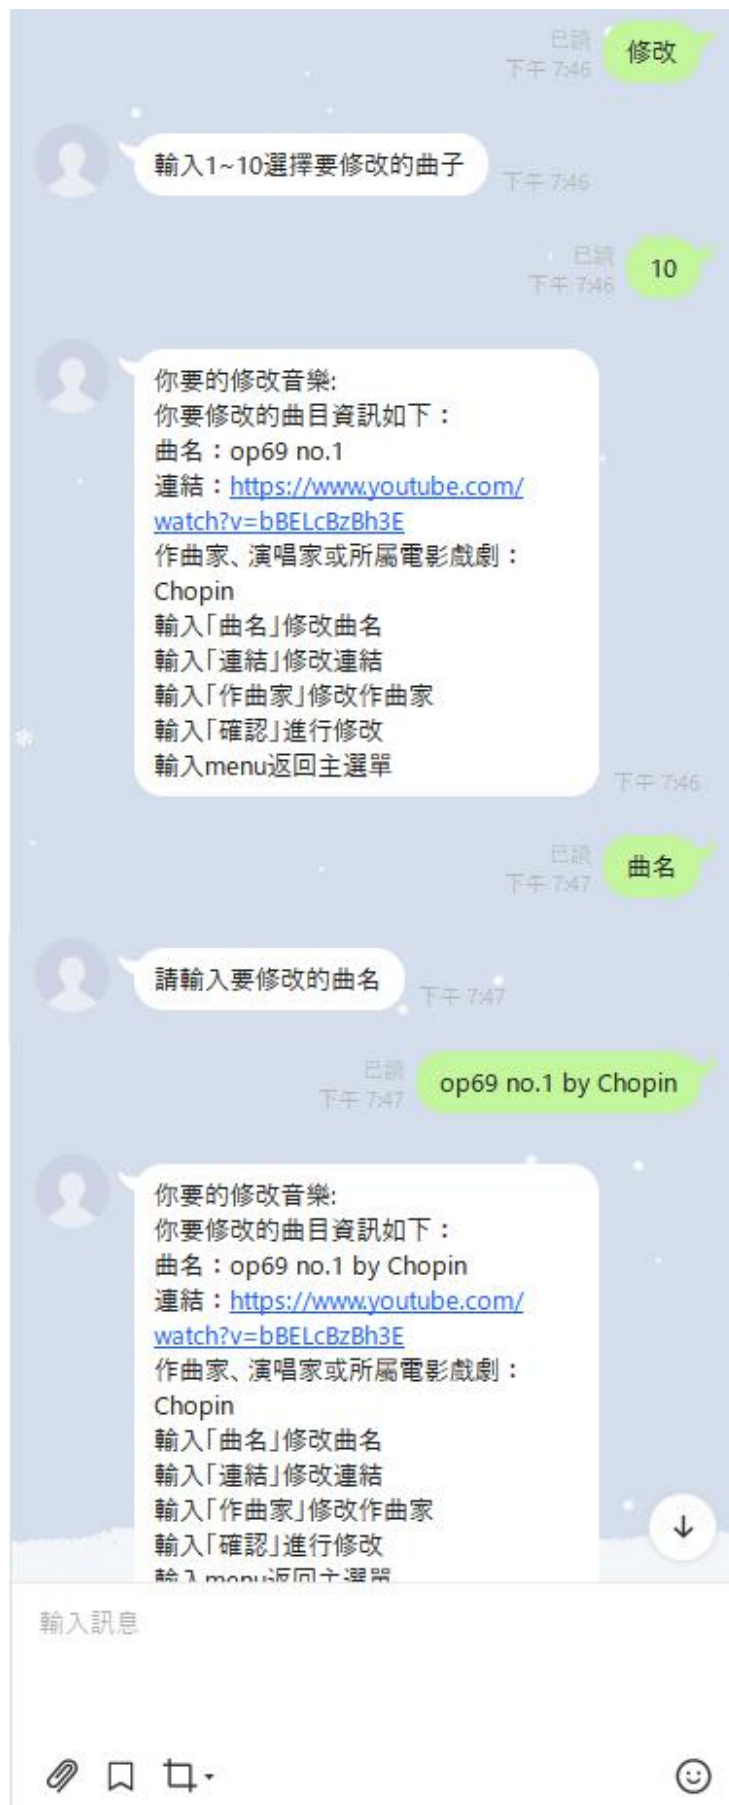 已讀
下午 7:46
修改
輸入1~10選擇要修改的曲子
下午 7:46
已讀
下午 7:46
10
你要的修改音樂:
你要修改的曲目資訊如下：
曲名：op69 no.1
連結：https://www.youtube.com/
watch?v=bBELcBzBh3E
作曲家、演唱家或所屬電影戲劇：
Chopin
輸入「曲名」修改曲名
輸入「連結」修改連結
輸入「作曲家」修改作曲家
輸入「確認」進行修改
輸入menu返回主選單
下午 7:46
已讀
下午 7:47
曲名
請輸入要修改的曲名
下午 7:47
已讀
下午 7:47
op69 no.1 by Chopin
你要的修改音樂:
你要修改的曲目資訊如下：
曲名：op69 no.1 by Chopin
連結：https://www.youtube.com/
watch?v=bBELcBzBh3E
作曲家、演唱家或所屬電影戲劇：
Chopin
輸入「曲名」修改曲名
輸入「連結」修改連結
輸入「作曲家」修改作曲家
輸入「確認」進行修改
輸入menu返回主選單
輸入訊息